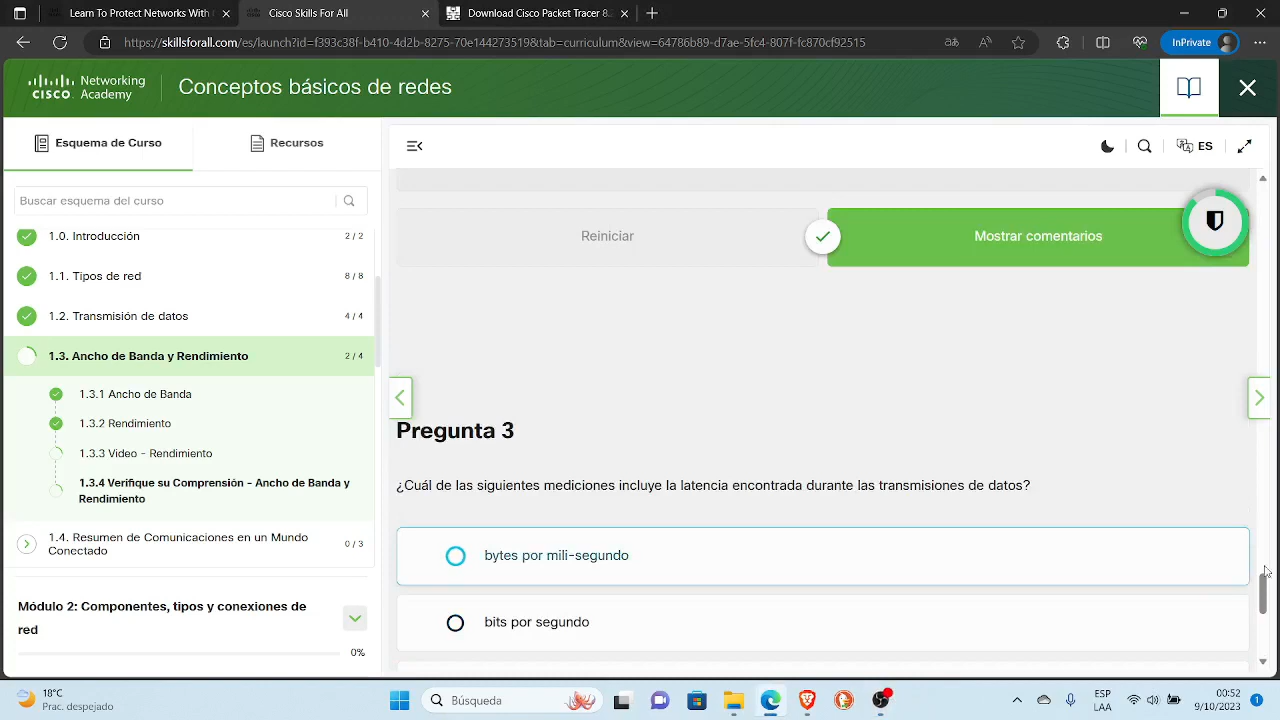 Learn To Protect Networks With
Cisco Skills For All
Download Cisco Packet Tracer 8.
https://skillsforall.com/es/launch?id=f393c38f-b410-4d2b-8275-70d144235178&tab=curriculum&view=64786b89-d7ae-5fc4-807f-fc870cf92515
InPrivate
CISCO Networking Academy
Conceptos básicos de redes
Esquema de Curso
Recursos
ES
Buscar esquema del curso
1.0. Introducción
2 / 2
1.1. Tipos de red
8 / 8
1.2. Transmisión de datos
4 / 4
1.3. Ancho de Banda y Rendimiento
2 / 4
1.3.1 Ancho de Banda
1.3.2 Rendimiento
1.3.3 Video - Rendimiento
1.3.4 Verifique su Comprensión - Ancho de Banda y
Rendimiento
1.4. Resumen de Comunicaciones en un Mundo
Conectado
0 / 3
Módulo 2: Componentes, tipos y conexiones de
red
0%
Reiniciar
Mostrar comentarios
Pregunta 3
¿Cuál de las siguientes mediciones incluye la latencia encontrada durante las transmisiones de datos?
bytes por mili-segundo
bits por segundo
18°C
Prac. despejado
Búsqueda
ESP
LAA
00:52
9/10/2023
1